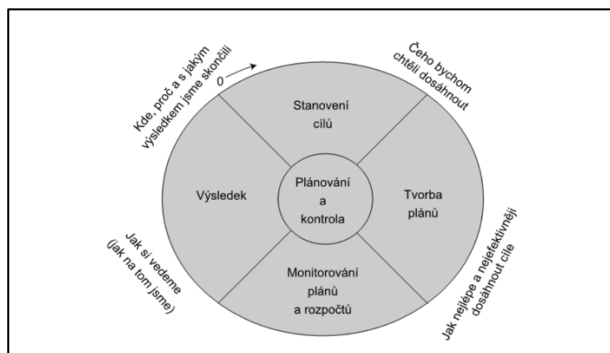 Kde, proč a s jakým
výsledkem jsme skončili
0
Čeho bychom
chtěli dosáhnout
Stanovení
cílů
Výsledek
Plánování
a
kontrola
Tvorba
plánů
Monitorování
plánů
a rozpočtů
Jak si vedeme
(jak na tom jsme)
Jak nejlépe a nejefektivněji
dosáhnout cíle